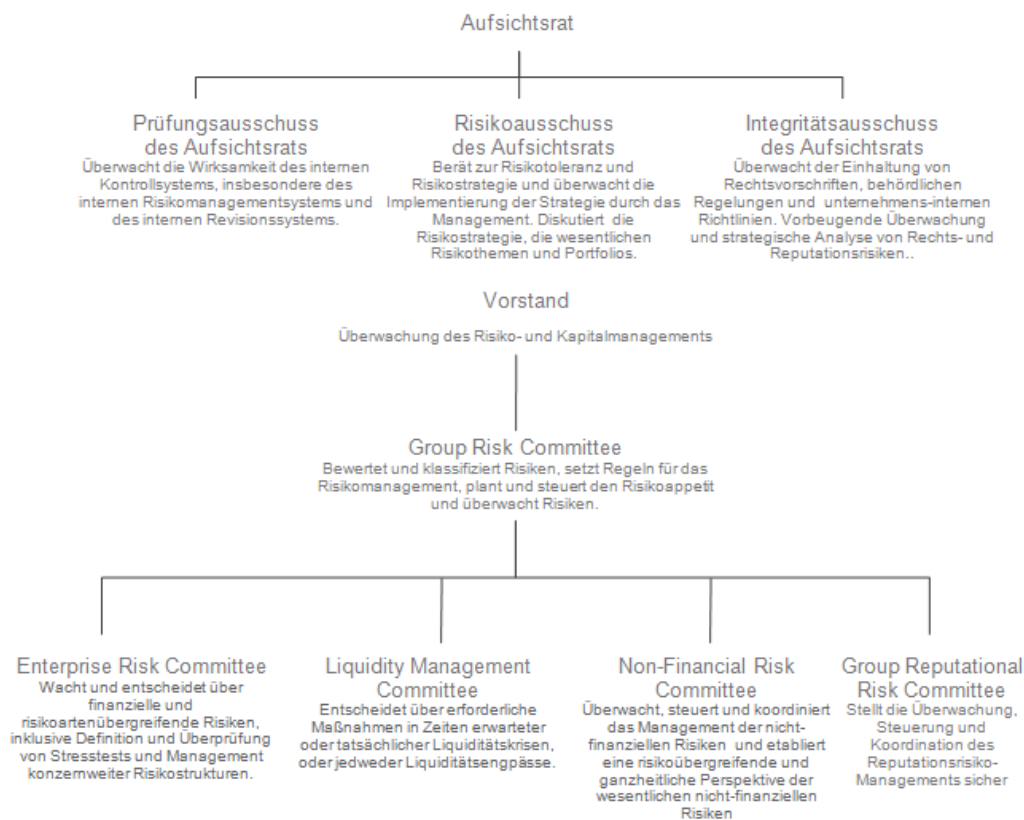 Aufsichtsrat
Prüfungsausschuss
des Aufsichtsrats
Überwacht die Wirksamkeit des internen
Kontrollsystems, insbesondere des
internen Risikomanagementsystems und
des internen Revisionssystems.
Risikoausschuss
des Aufsichtsrats
Berät zur Risikotoleranz und
Risikostrategie und überwacht die
Implementierung der Strategie durch das
Management. Diskutiert die
Risikostrategie, die wesentlichen
Risikothemen und Portfolios.
Integritätsausschuss
des Aufsichtsrats
Überwacht der Einhaltung von
Rechtsvorschriften, behördlichen
Regelungen und unternehmens-internen
Richtlinien. Vorbeugende Überwachung
und strategische Analyse von Rechts- und
Reputationsrisiken..
Vorstand
Überwachung des Risiko- und Kapitalmanagements
Group Risk Committee
Bewertet und klassifiziert Risiken, setzt Regeln für das
Risikomanagement, plant und steuert den Risikoappetit
und überwacht Risiken.
Enterprise Risk Committee
Wacht und entscheidet über
finanzielle und
risikoartenübergreifende Risiken,
inklusive Definition und Überprüfung
von Stresstests und Management
konzernweiter Risikostrukturen.
Liquidity Management
Committee
Entscheidet über erforderliche
Maßnahmen in Zeiten erwarteter
oder tatsächlicher Liquiditätskrisen,
oder jedweder Liquiditätsengpässe.
Non-Financial Risk
Committee
Überwacht, steuert und koordiniert
das Management der nicht-
finanziellen Risiken und etabliert
eine risikoübergreifende und
ganzheitliche Perspektive der
wesentlichen nicht-finanziellen
Risiken
Group Reputational
Risk Committee
Stellt die Überwachung,
Steuerung und
Koordination des
Reputationsrisiko-
Managements sicher